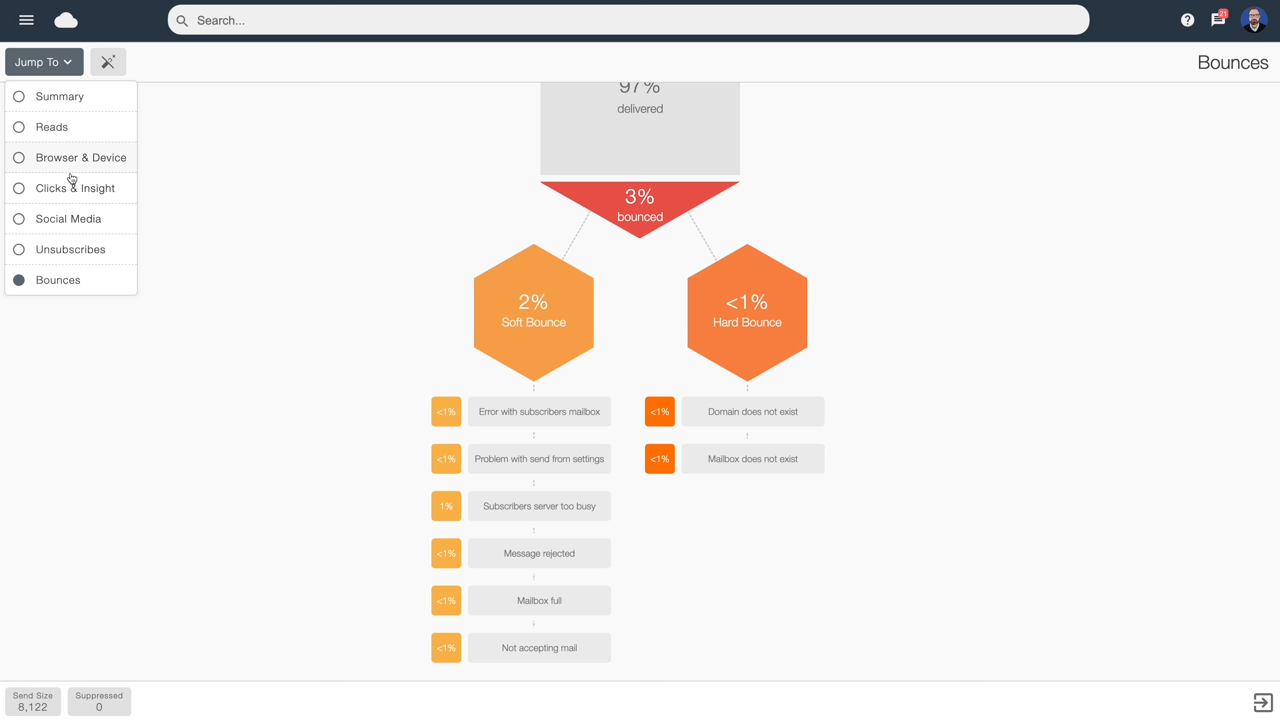 Search...
21
Jump To
Bounces
Summary
Reads
Browser & Device
Clicks & Insight
Social Media
Unsubscribes
Bounces
97%
delivered
3%
bounced
2%
Soft Bounce
<1%
Hard Bounce
<1% Error with subscribers mailbox
<1% Problem with send from settings
1% Subscribers server too busy
<1% Message rejected
<1% Mailbox full
<1% Not accepting mail
<1% Domain does not exist
<1% Mailbox does not exist
Send Size
8,122
Suppressed
0